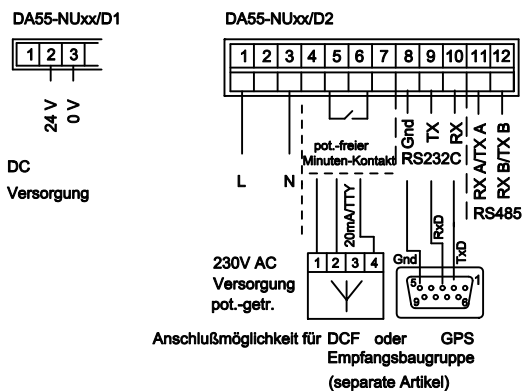 DA55-NUxx/D1
DA55-NUxx/D2
1 2 3
1 2 3 4 5 6 7 8 9 10 11 12
24 V
0 V
Gnd
TX
RX
RX A/TX A
RX B/TX B
pot.-freier
Minuten-Kontakt
RS232C
DC
Versorgung
L
N
RS485
20mA/TTY
RxD
TxD
Gnd
230V AC
Versorgung
pot.-getr.
1 2 3 4
5 1
9 6
Anschlußmöglichkeit für DCF oder GPS
Empfangsbaugruppe
(separate Artikel)